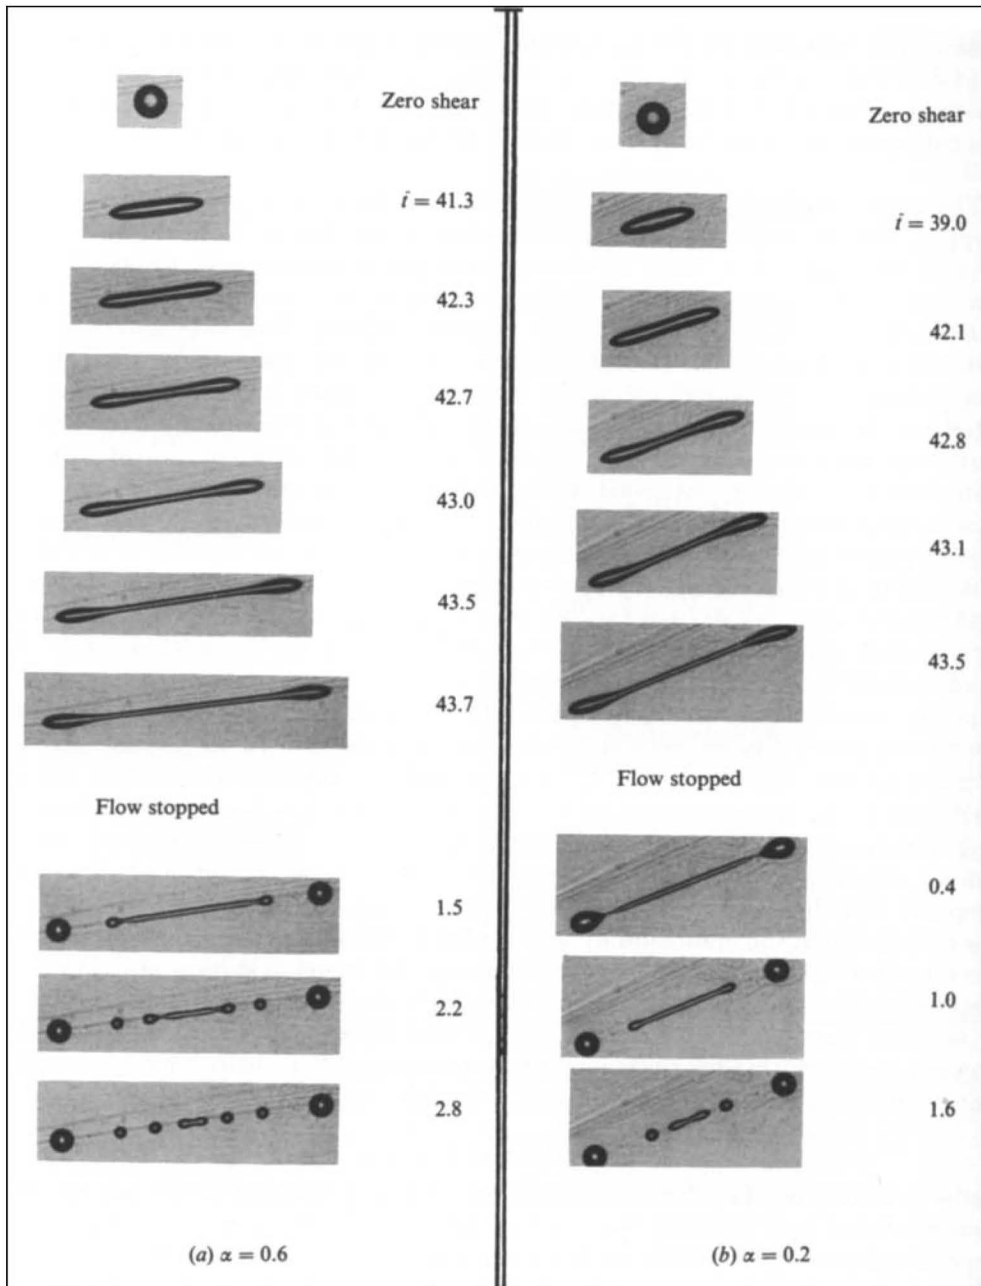 Zero shear
t̂ = 41.3
42.3
42.7
43.0
43.5
43.7
Flow stopped
1.5
2.2
2.8
(a) α = 0.6
Zero shear
t̂ = 39.0
42.1
42.8
43.1
43.5
Flow stopped
0.4
1.0
1.6
(b) α = 0.2